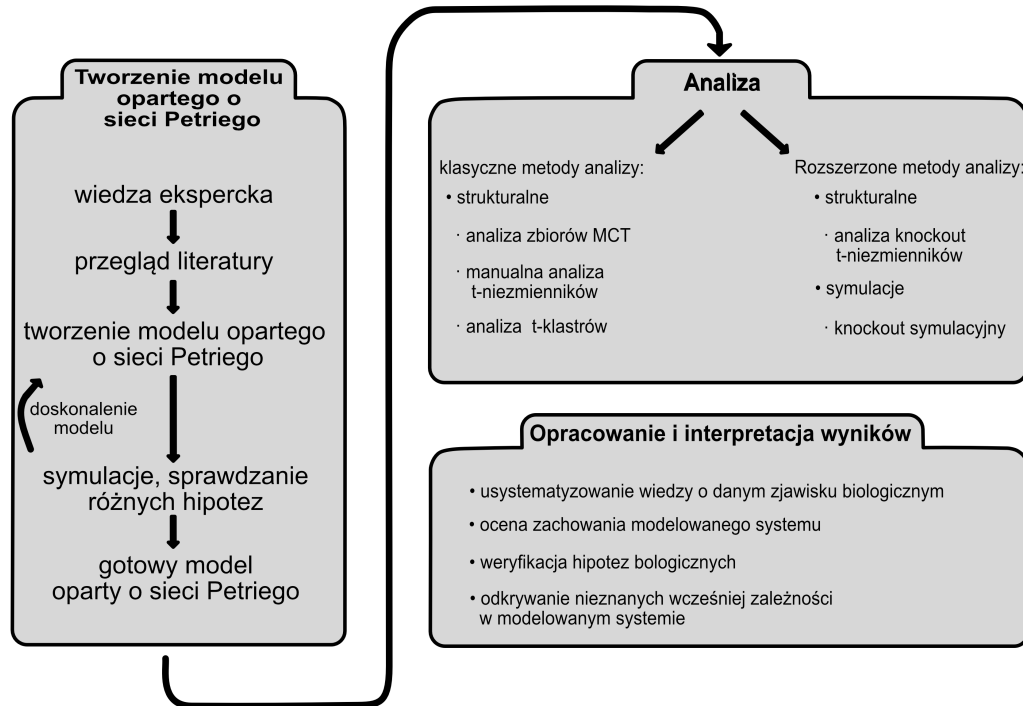 Tworzenie modelu
opartego o
sieci Petriego
wiedza ekspercka
przegląd literatury
tworzenie modelu opartego
o sieci Petriego
doskonalenie
modelu
symulacje, sprawdzanie
różnych hipotez
gotowy model
oparty o sieci Petriego
Analiza
klasyczne metody analizy:
• strukturalne
· analiza zbiorów MCT
· manualna analiza
t-niezmienników
· analiza t-klastrów
Rozszerzone metody analizy:
• strukturalne
· analiza knockout
t-niezmienników
• symulacje
· knockout symulacyjny
Opracowanie i interpretacja wyników
• usystematyzowanie wiedzy o danym zjawisku biologicznym
• ocena zachowania modelowanego systemu
• weryfikacja hipotez bologicznych
• odkrywanie nieznanych wcześniej zależności
w modelowanym systemie